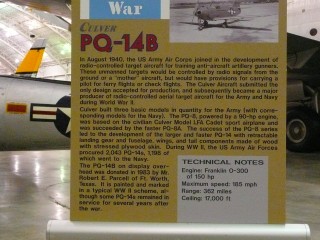 War
CULVER
PQ-14B
In August 1940, the US Army Air Corps joined in the development of
radio-controlled target aircraft for training anti-aircraft artillery gunners.
These unmanned targets would be controlled by radio signals from the
ground or a "mother" aircraft, but would have provisions for carrying a
pilot for ferry flights or check flights. The Culver Aircraft submitted the
only design accepted for production, and subsequently became a major
producer of radio-controlled aerial target aircraft for the Army and Navy
during World War II.
Culver built three basic models in quantity for the Army (with corre-
sponding models for the Navy). The PQ-8, powered by a 90-hp engine,
was based on the civilian Culver Model LFA Cadet sport airplane and
was succeeded by the faster PQ-8A. The success of the PQ-8 series
led to the development of the larger and faster PQ-14 with retractable
landing gear and fuselage, wings, and tail components made of wood
with stressed plywood skin. During WW II, the US Army Air Forces
procured 2,043 PQ-14s, 1,198 of
which went to the Navy.
The PQ-14B on display over-
head was donated in 1983 by Mr.
Robert E. Parcell of Ft. Worth,
Texas. It is painted and marked
in a typical WW II scheme, al-
though some PQ-14s remained in
service for several years after
the war.
TECHNICAL NOTES
Engine: Franklin O-300
of 150 hp
Maximum speed: 185 mph
Range: 362 miles
Ceiling: 17,000 ft